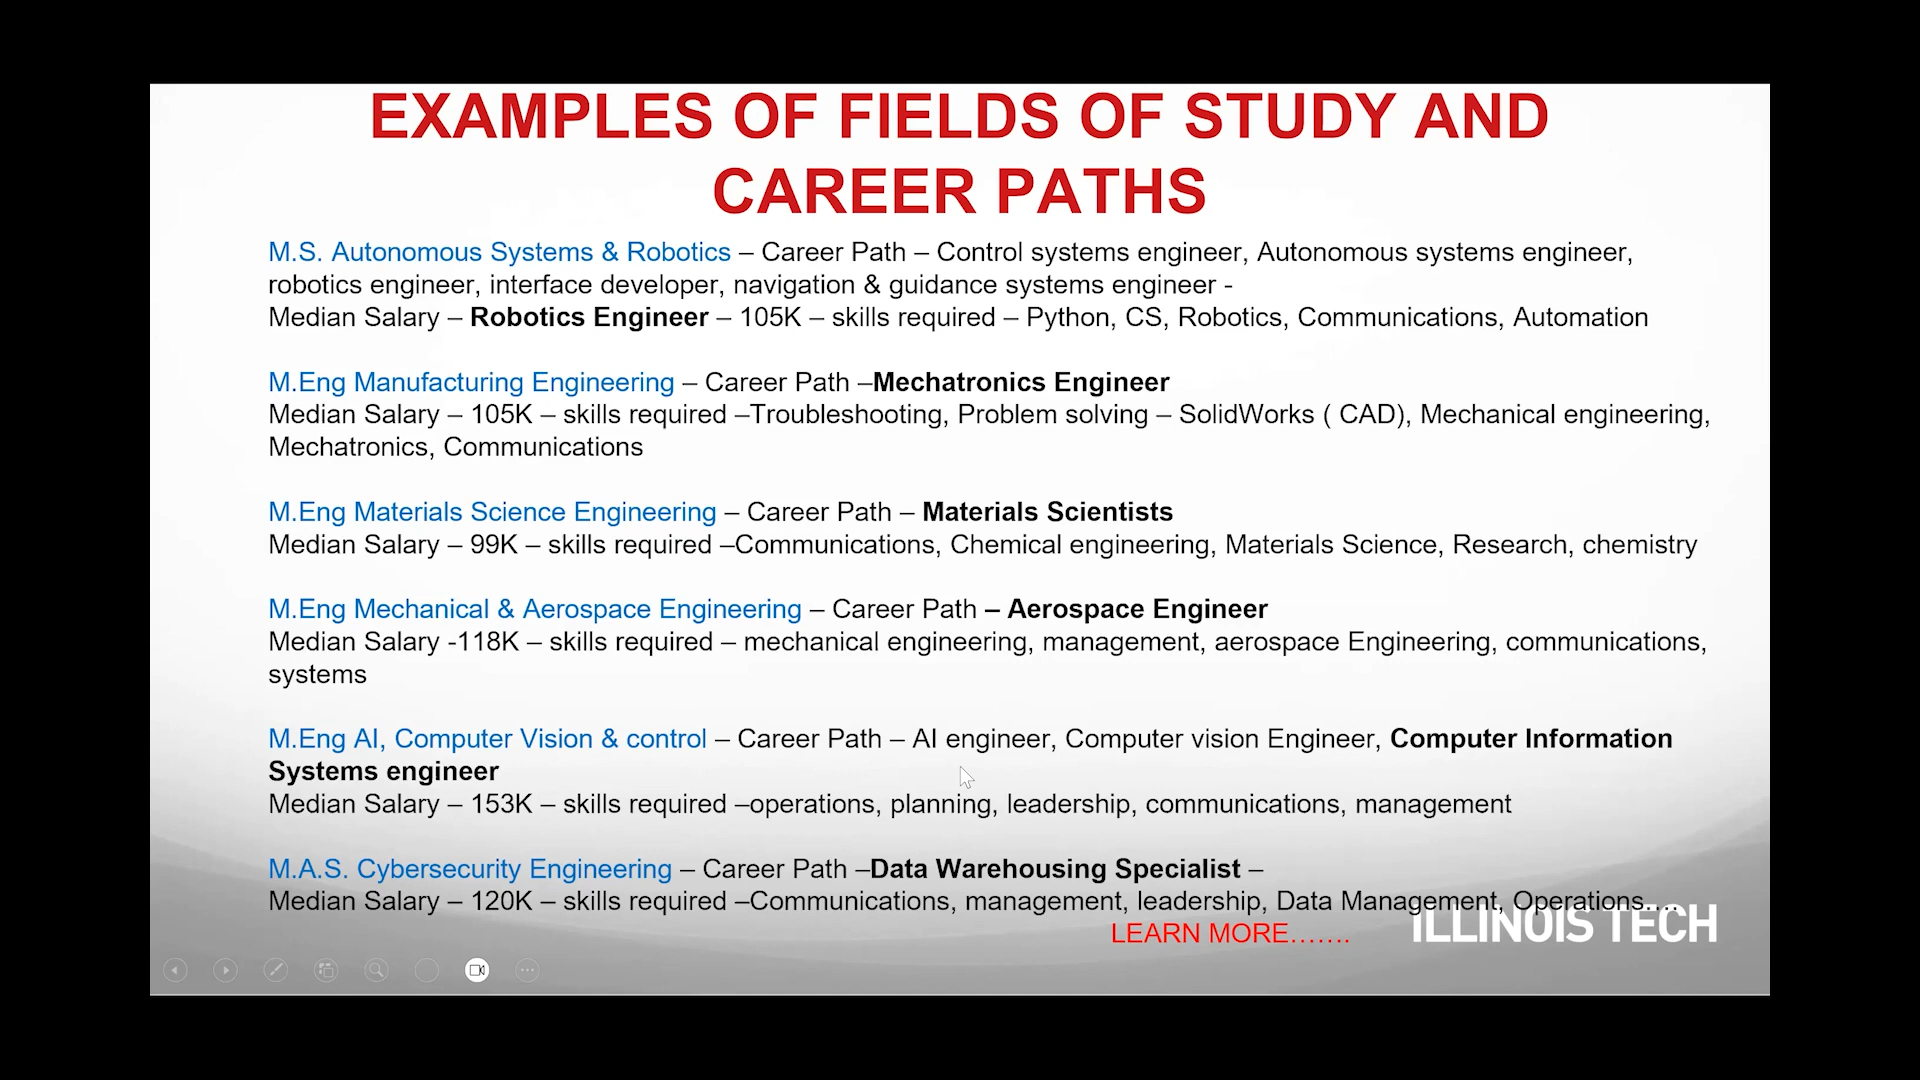 EXAMPLES OF FIELDS OF STUDY AND
CAREER PATHS
M.S. Autonomous Systems & Robotics – Career Path – Control systems engineer, Autonomous systems engineer,
robotics engineer, interface developer, navigation & guidance systems engineer -
Median Salary – Robotics Engineer – 105K – skills required – Python, CS, Robotics, Communications, Automation
M.Eng Manufacturing Engineering – Career Path –Mechatronics Engineer
Median Salary – 105K – skills required –Troubleshooting, Problem solving – SolidWorks ( CAD), Mechanical engineering,
Mechatronics, Communications
M.Eng Materials Science Engineering – Career Path – Materials Scientists
Median Salary – 99K – skills required –Communications, Chemical engineering, Materials Science, Research, chemistry
M.Eng Mechanical & Aerospace Engineering – Career Path – Aerospace Engineer
Median Salary -118K – skills required – mechanical engineering, management, aerospace Engineering, communications,
systems
M.Eng AI, Computer Vision & control – Career Path – AI engineer, Computer vision Engineer, Computer Information
Systems engineer
Median Salary – 153K – skills required –operations, planning, leadership, communications, management
M.A.S. Cybersecurity Engineering – Career Path –Data Warehousing Specialist –
Median Salary – 120K – skills required –Communications, management, leadership, Data Management, Operations….
LEARN MORE…….
ILLINOIS TECH